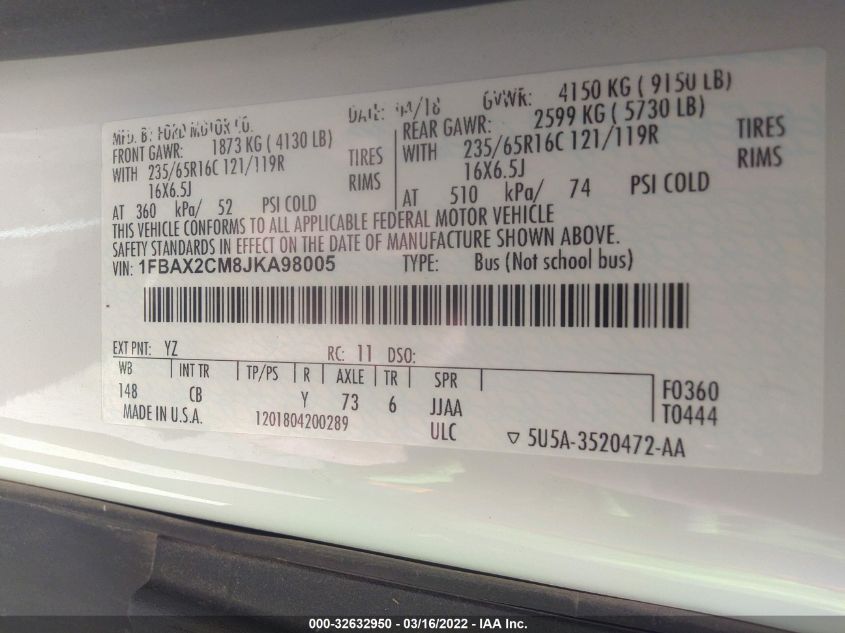 MFD. BY FORD MOTOR CO.
DATE: 04/18 GVWR: 4150 KG ( 9150 LB)
FRONT GAWR: 1873 KG ( 4130 LB)
REAR GAWR: 2599 KG ( 5730 LB)
WITH 235/65R16C 121/119R TIRES
WITH 235/65R16C 121/119R TIRES
16X6.5J RIMS
16X6.5J RIMS
AT 360 kPa/ 52 PSI COLD
AT 510 kPa/ 74 PSI COLD
THIS VEHICLE CONFORMS TO ALL APPLICABLE FEDERAL MOTOR VEHICLE
SAFETY STANDARDS IN EFFECT ON THE DATE OF MANUFACTURE SHOWN ABOVE.
VIN: 1FBAX2CM8JKA98005 TYPE: Bus (Not school bus)
EXT PNT: YZ RC: 11 DSO:
WB INT TR TP/PS R AXLE TR SPR
148 CB Y 73 6 JJAA
F0360
T0444
MADE IN U.S.A. 1201804200289 ULC
▽ 5U5A-3520472-AA
000-32632950 - 03/16/2022 - IAA Inc.